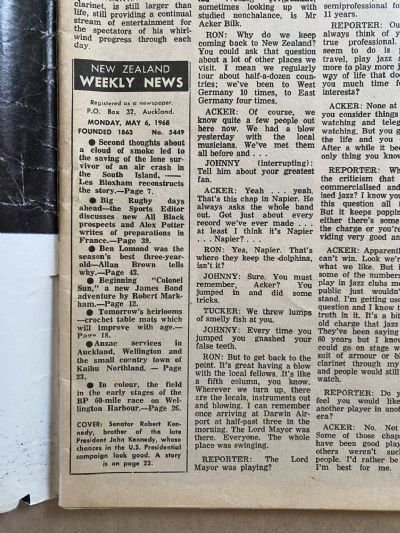 clarinet, is still larger than
life, still providing a continual
stream of entertainment for
the spectators of his whirl-
wind progress through each
day.
NEW ZEALAND
WEEKLY NEWS
Registered as a newspaper.
P.O. Box 32, Auckland.
MONDAY, MAY 6, 1968
FOUNDED 1863 No. 5449
● Second thoughts about
a cloud of smoke led to
the saving of the lone sur-
vivor of an air crash in
the South Island, —
Les Bloxham reconstructs
the story.—Page 7.
● Big Rugby days
ahead—the Sports Editor
discusses new All Black
prospects and Alex Potter
writes of preparations in
France.—Page 39.
● Ben Lomond was the
season's best three-year-
old—Allan Brown tells
why.—Page 43.
● Beginning "Colonel
Sun," a new James Bond
adventure by Robert Mark-
ham.—Page 12.
● Tomorrow's heirlooms
—crochet table mats which
will improve with age.—
Page 18.
● Anzac services in
Auckland, Wellington and
the small country town of
Kaihu Northland. — Page
23.
● In colour, the field
in the early stages of the
BP 60-mile race on Wel-
lington Harbour.—Page 26.
COVER: Senator Robert Ken-
nedy, brother of the late
President John Kennedy, whose
chances in the U.S. Presidential
campaign look good. A story
is on page 22.
sometimes looking up with
studied nonchalance, is Mr
Acker Bilk.
RON: Why do we keep
coming back to New Zealand?
You could ask that question
about a lot of other places we
visit. I mean we regularly
tour about half-a-dozen coun-
tries; we've been to West
Germany 10 times, to East
Germany four times.
ACKER: Of course, we
know quite a few people out
here now. We had a blow
yesterday with the local
musicians. We've met them
all before and . . .
JOHNNY (interrupting):
Tell him about your greatest
fan.
ACKER: Yeah . . . yeah.
That's this chap in Napier. He
always asks the whole band
out. Got just about every
record we've ever made . . .
at least I think it's Napier
. . . Napier? . . .
RON: Yes, Napier. That's
where they keep the dolphins,
isn't it?
JOHNNY: Sure. You must
remember, Acker? You
jumped and did some
tricks.
TUCKER: We threw lumps
of smelly fish at you.
JOHNNY: Every time you
jumped you gnashed your
false teeth.
RON: But to get back to the
point. It's great having a blow
with the local fellows. It's like
a fifth column, you know.
Wherever we turn up, there
are the locals, instruments out
and blowing. I can remember
once arriving at Darwin Air-
port at half-past three in the
morning. The Lord Mayor was
there. Everyone. The whole
place was swinging.
REPORTER: The Lord
Mayor was playing?
semiprofessional
11 years.
REPORTER:
always think of y
true professional.
seem to do is
travel, play jazz
more to play more j
way of life that do
you much time fo
interests?
ACKER: None at
you consider things
watching and teleg
watching. But you g
the life and you
After a while it bec
only thing you know
REPORTER:
the criticism that
commercialised and
ised jazz? I know yo
this question all
But it keeps poppin
either there's some
the charge or you're
viding very good an
ACKER: Apparentl
can't win. Look we'r
what we like. But i
some of the numbers
play in jazz clubs m
public just wouldn'
stand. I'm getting us
question and I know t
truth in it. It's a bit
old charge that jazz
They've been saying
60 years but I know
could go on stage w
suit of armour or bl
clarinet through my
and people would still
watch.
REPORTER: Do y
feel you would like
another player in anot
era?
ACKER: No. Not
Some of those chaps
have been good play
others weren't such
people. I'd rather be
I'm best for me.